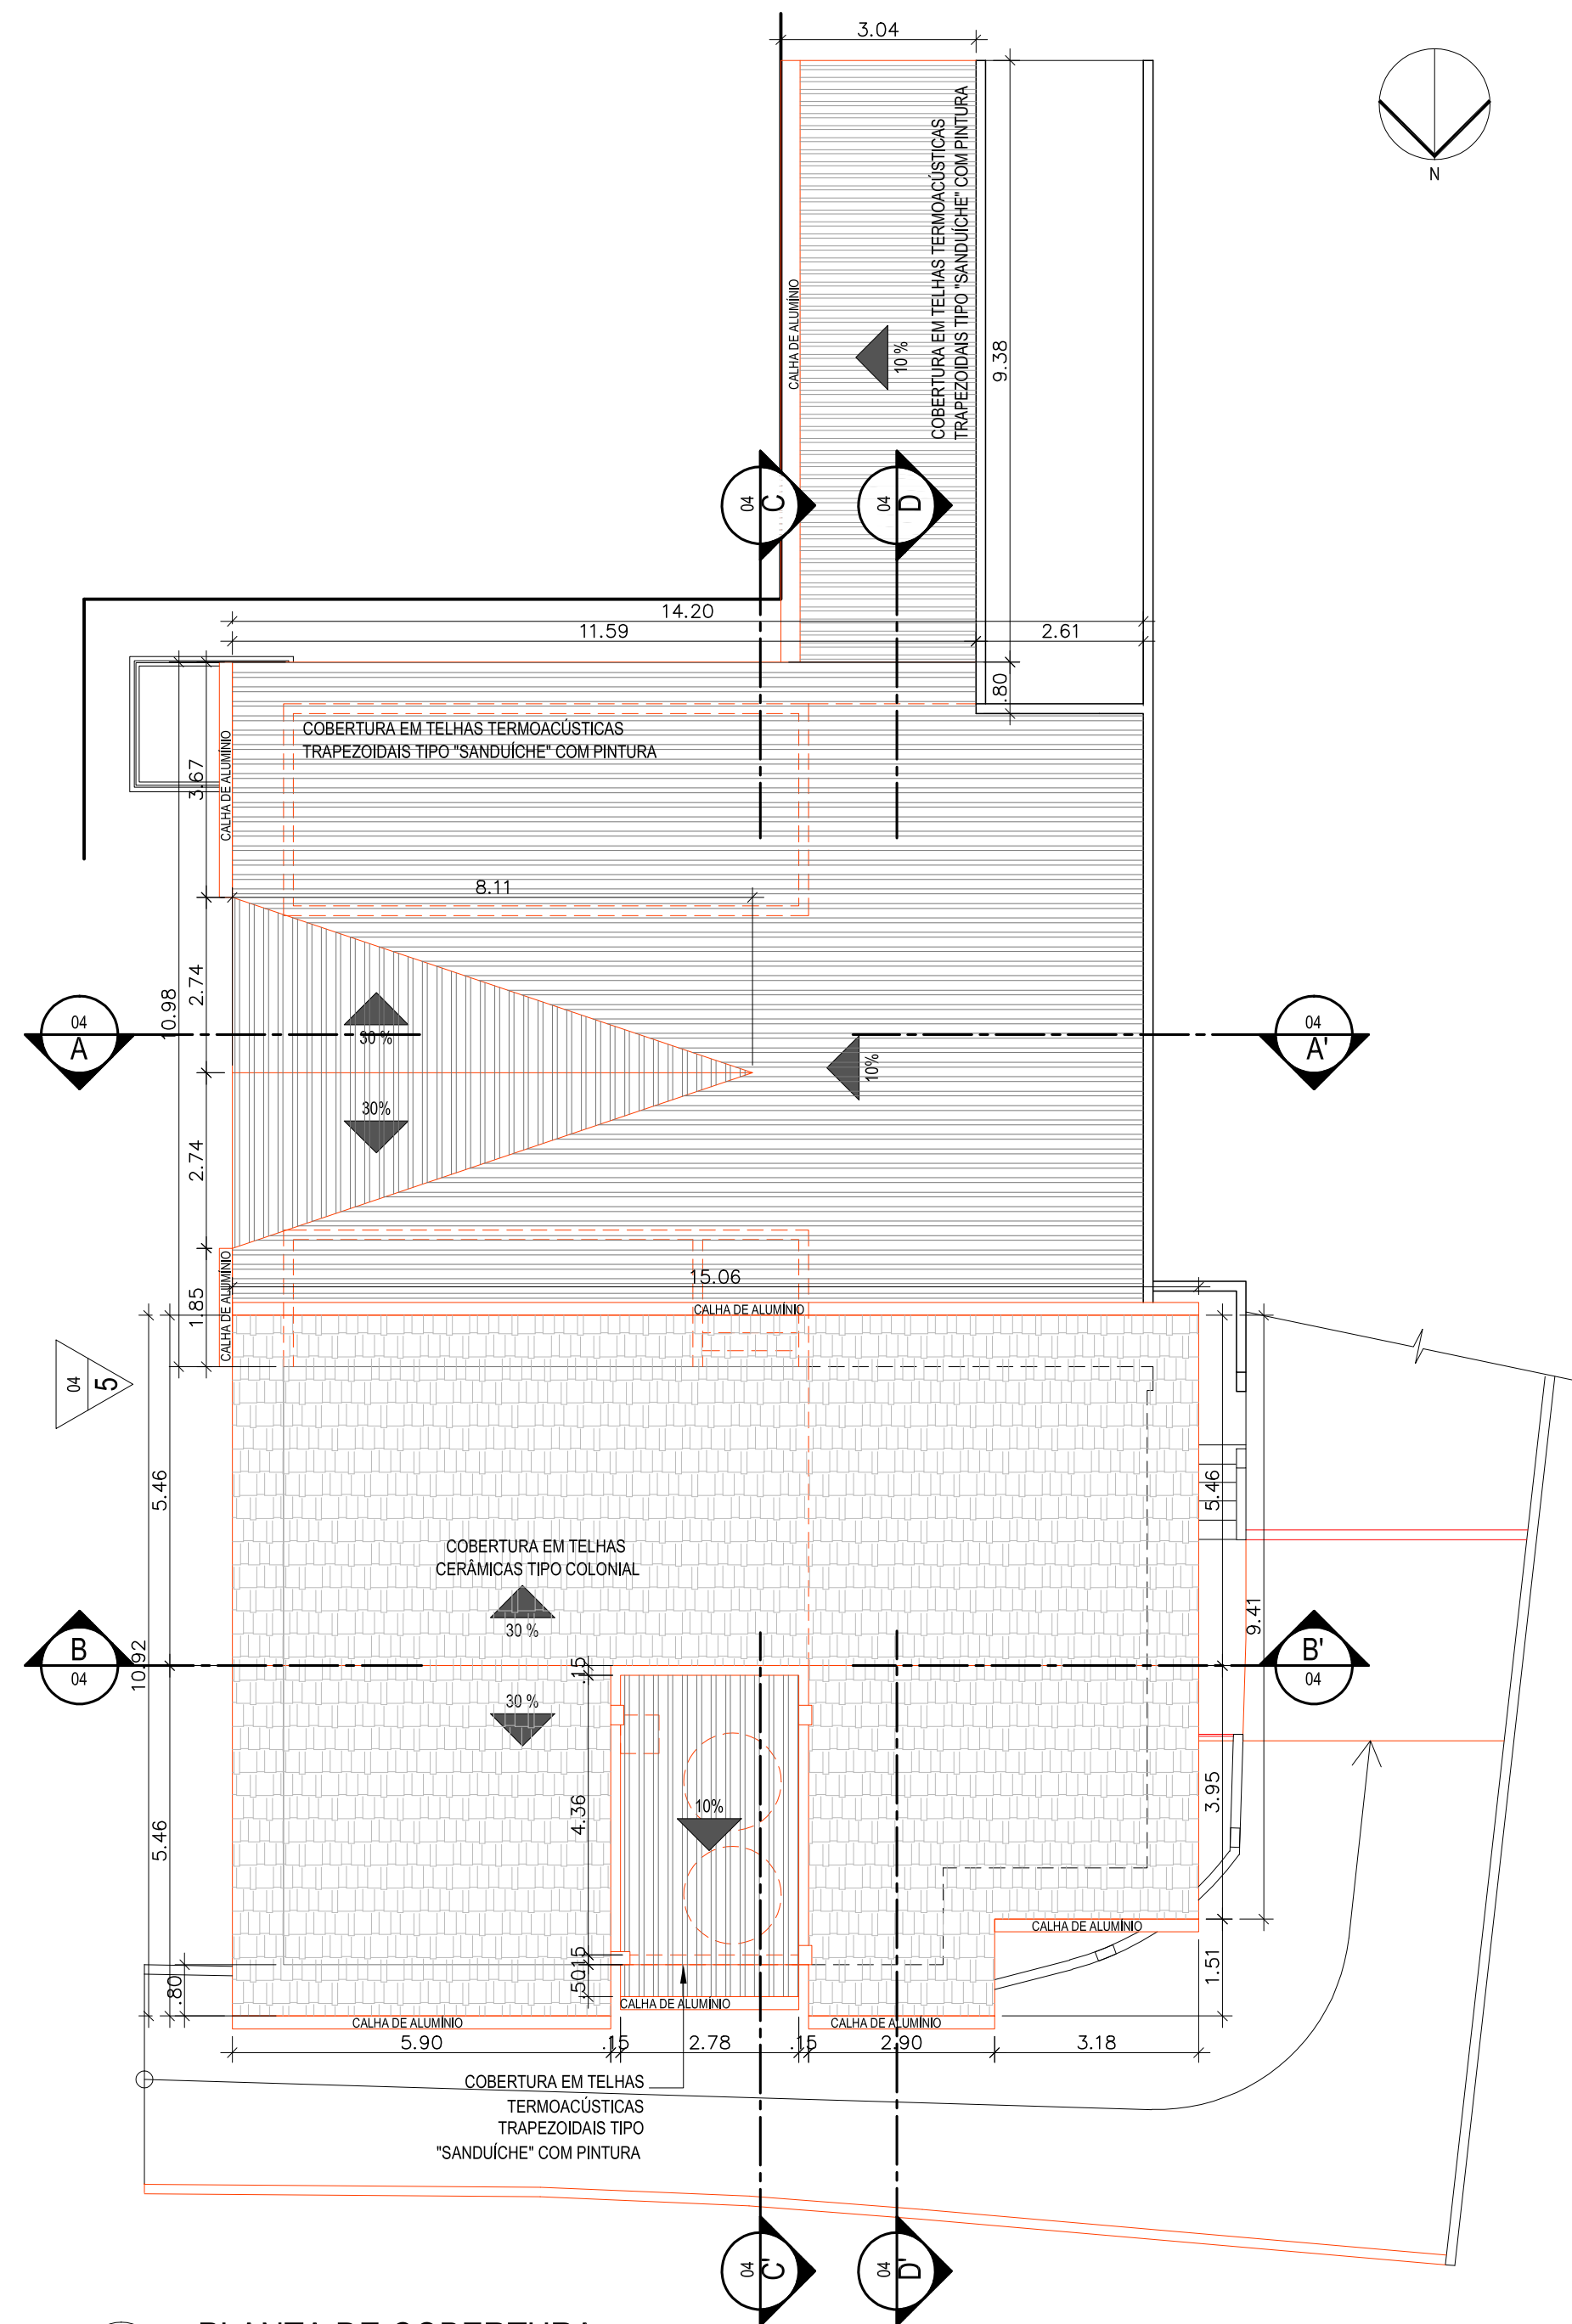 3.04
N
COBERTURA EM TELHAS TERMOACÚSTICAS
TRAPEZOIDAIS TIPO "SANDUÍCHE" COM PINTURA
CALHA DE ALUMÍNIO
10 %
9.38
04
C
04
D
14.20
11.59
2.61
.80
COBERTURA EM TELHAS TERMOACÚSTICAS
TRAPEZOIDAIS TIPO "SANDUÍCHE" COM PINTURA
CALHA DE ALUMÍNIO
3.67
8.11
2.74
10.98
04
A
30 %
04
A'
10%
30%
2.74
CALHA DE ALUMÍNIO
1.85
15.06
CALHA DE ALUMÍNIO
04
5
5.46
5.46
COBERTURA EM TELHAS
CERÂMICAS TIPO COLONIAL
30 %
9.41
B
04
10.92
B'
04
.15
30 %
4.36
10%
3.95
5.46
CALHA DE ALUMÍNIO
.15
.50
.80
1.51
CALHA DE ALUMÍNIO
CALHA DE ALUMÍNIO
CALHA DE ALUMÍNIO
5.90
.15
2.78
.15
2.90
3.18
COBERTURA EM TELHAS
TERMOACÚSTICAS
TRAPEZOIDAIS TIPO
"SANDUÍCHE" COM PINTURA
04
C'
04
D'
PLANTA DE COBERTURA